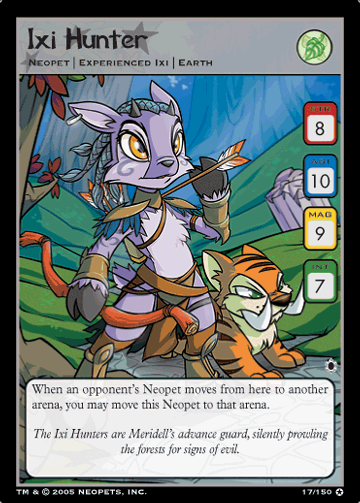 Ixi Hunter
Neopet | Experienced Ixi | Earth
STR
8
AGI
10
MAG
9
INT
7
When an opponent's Neopet moves from here to another
arena, you may move this Neopet to that arena.
The Ixi Hunters are Meridell's advance guard, silently prowling
the forests for signs of evil.
TM & © 2005 NEOPETS, INC. 17/150